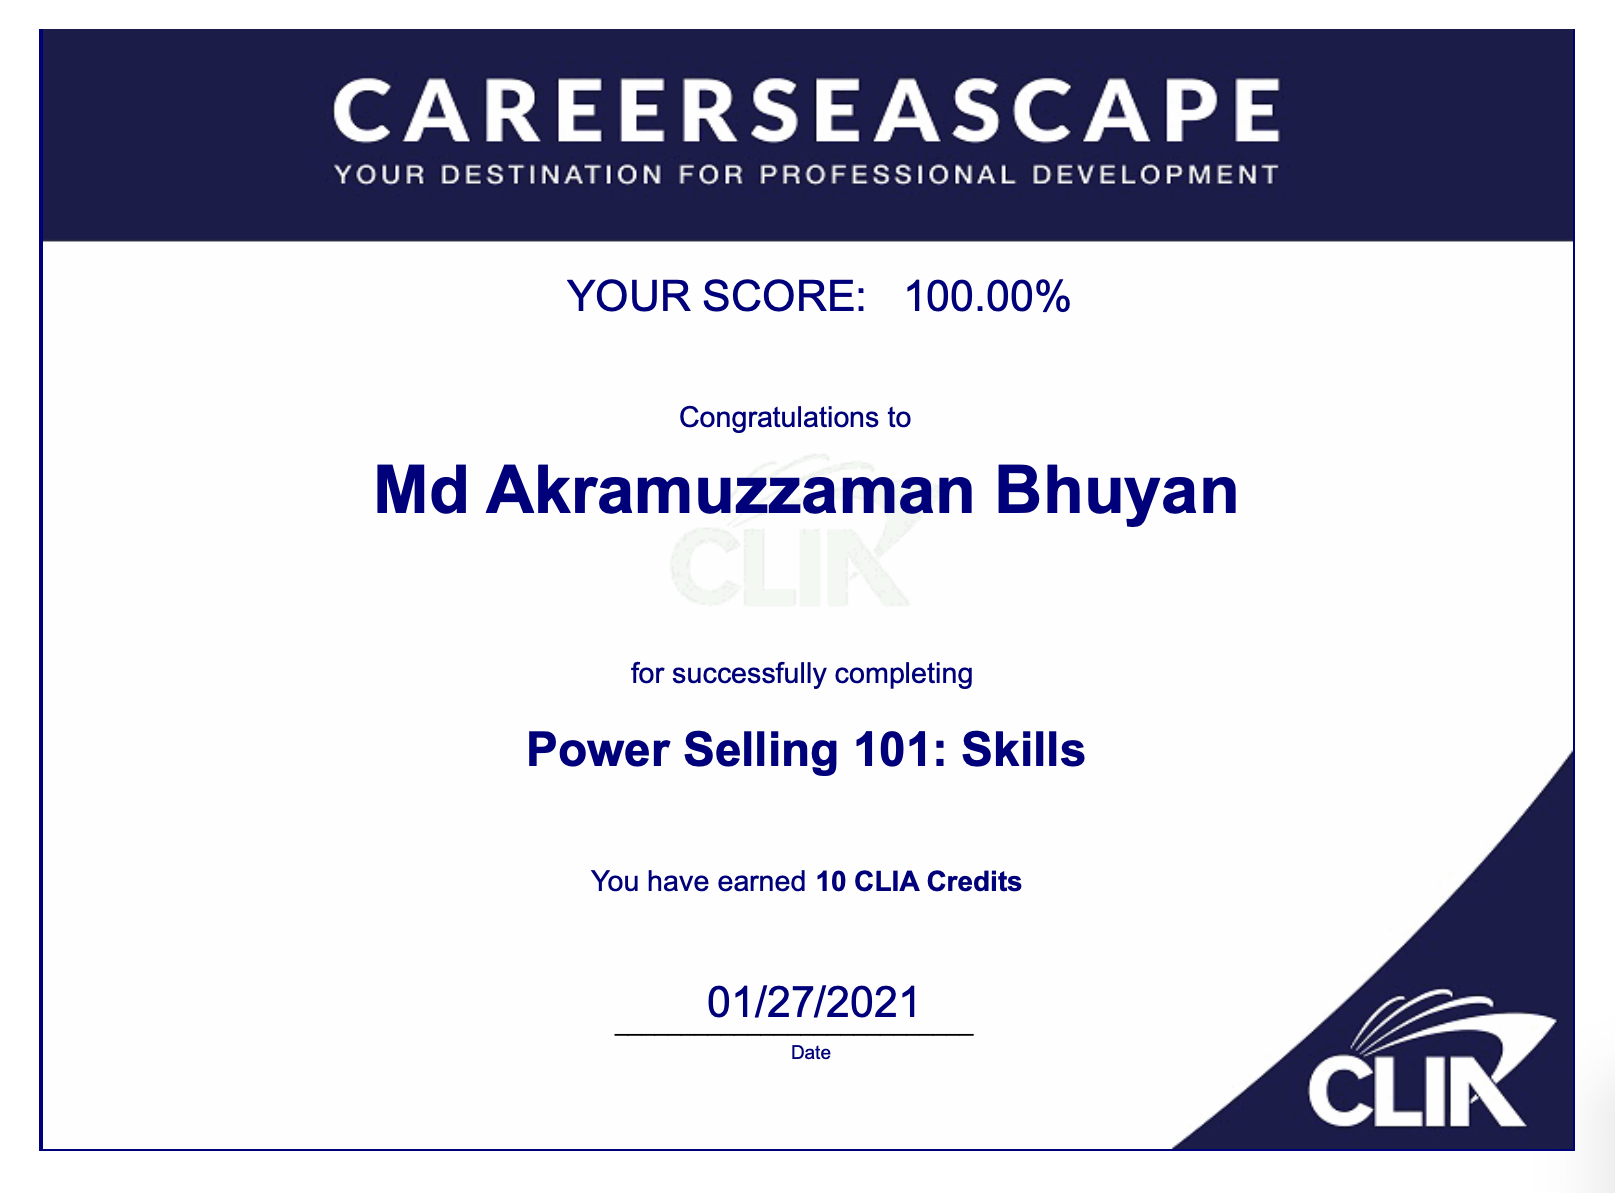 CAREERSEASCAPE
YOUR DESTINATION FOR PROFESSIONAL DEVELOPMENT
YOUR SCORE: 100.00%
Congratulations to
Md Akramuzzaman Bhuyan
CLIA
for successfully completing
Power Selling 101: Skills
You have earned 10 CLIA Credits
01/27/2021
Date
CLIA